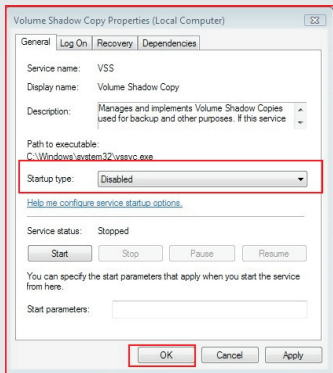 Volume Shadow Copy Properties (Local Computer)
General Log On Recovery Dependencies
Service name: VSS
Display name: Volume Shadow Copy
Description: Manages and implements Volume Shadow Copies
used for backup and other purposes. If this service
Path to executable:
C:\Windows\system32\vssvc.exe
Startup type: Disabled
Help me configure service startup options.
Service status: Stopped
Start Stop Pause Resume
You can specify the start parameters that apply when you start the service
from here.
Start parameters:
OK Cancel Apply